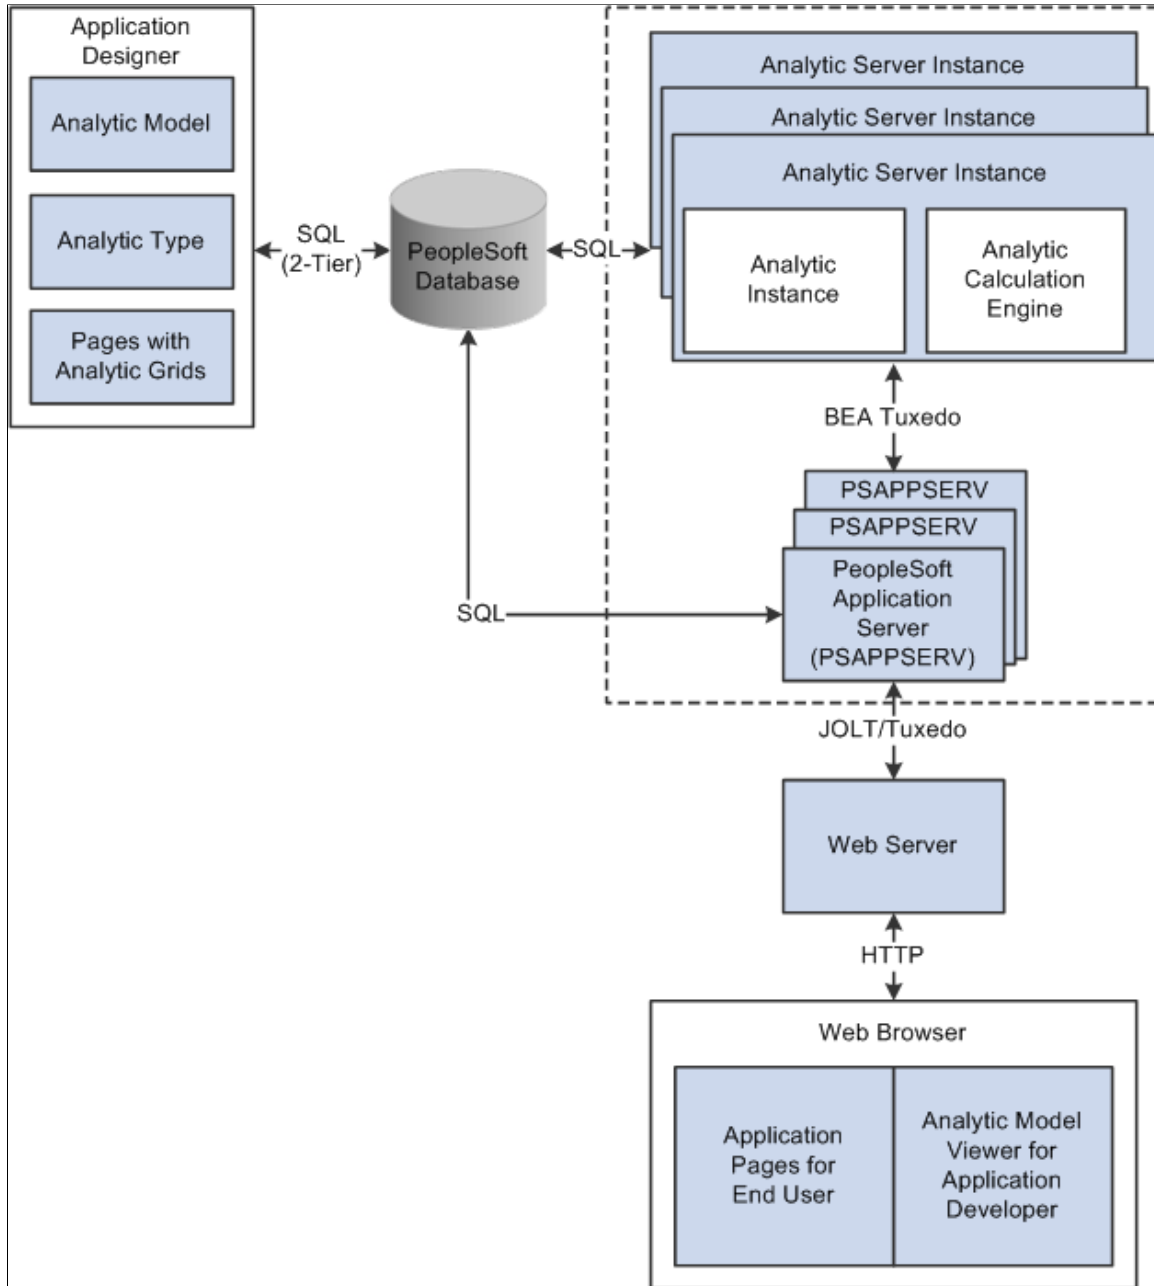 Application
Designer
Analytic Model
Analytic Type
Pages with
Analytic Grids
SQL
(2-Tier)
PeopleSoft
Database
SQL
Analytic Server Instance
Analytic Server Instance
Analytic Server Instance
Analytic
Instance
Analytic
Calculation
Engine
BEA Tuxedo
PSAPPSERV
PSAPPSERV
PeopleSoft
Application
Server
(PSAPPSERV)
SQL
JOLT/Tuxedo
Web Server
HTTP
Web Browser
Application
Pages for
End User
Analytic Model
Viewer for
Application
Developer